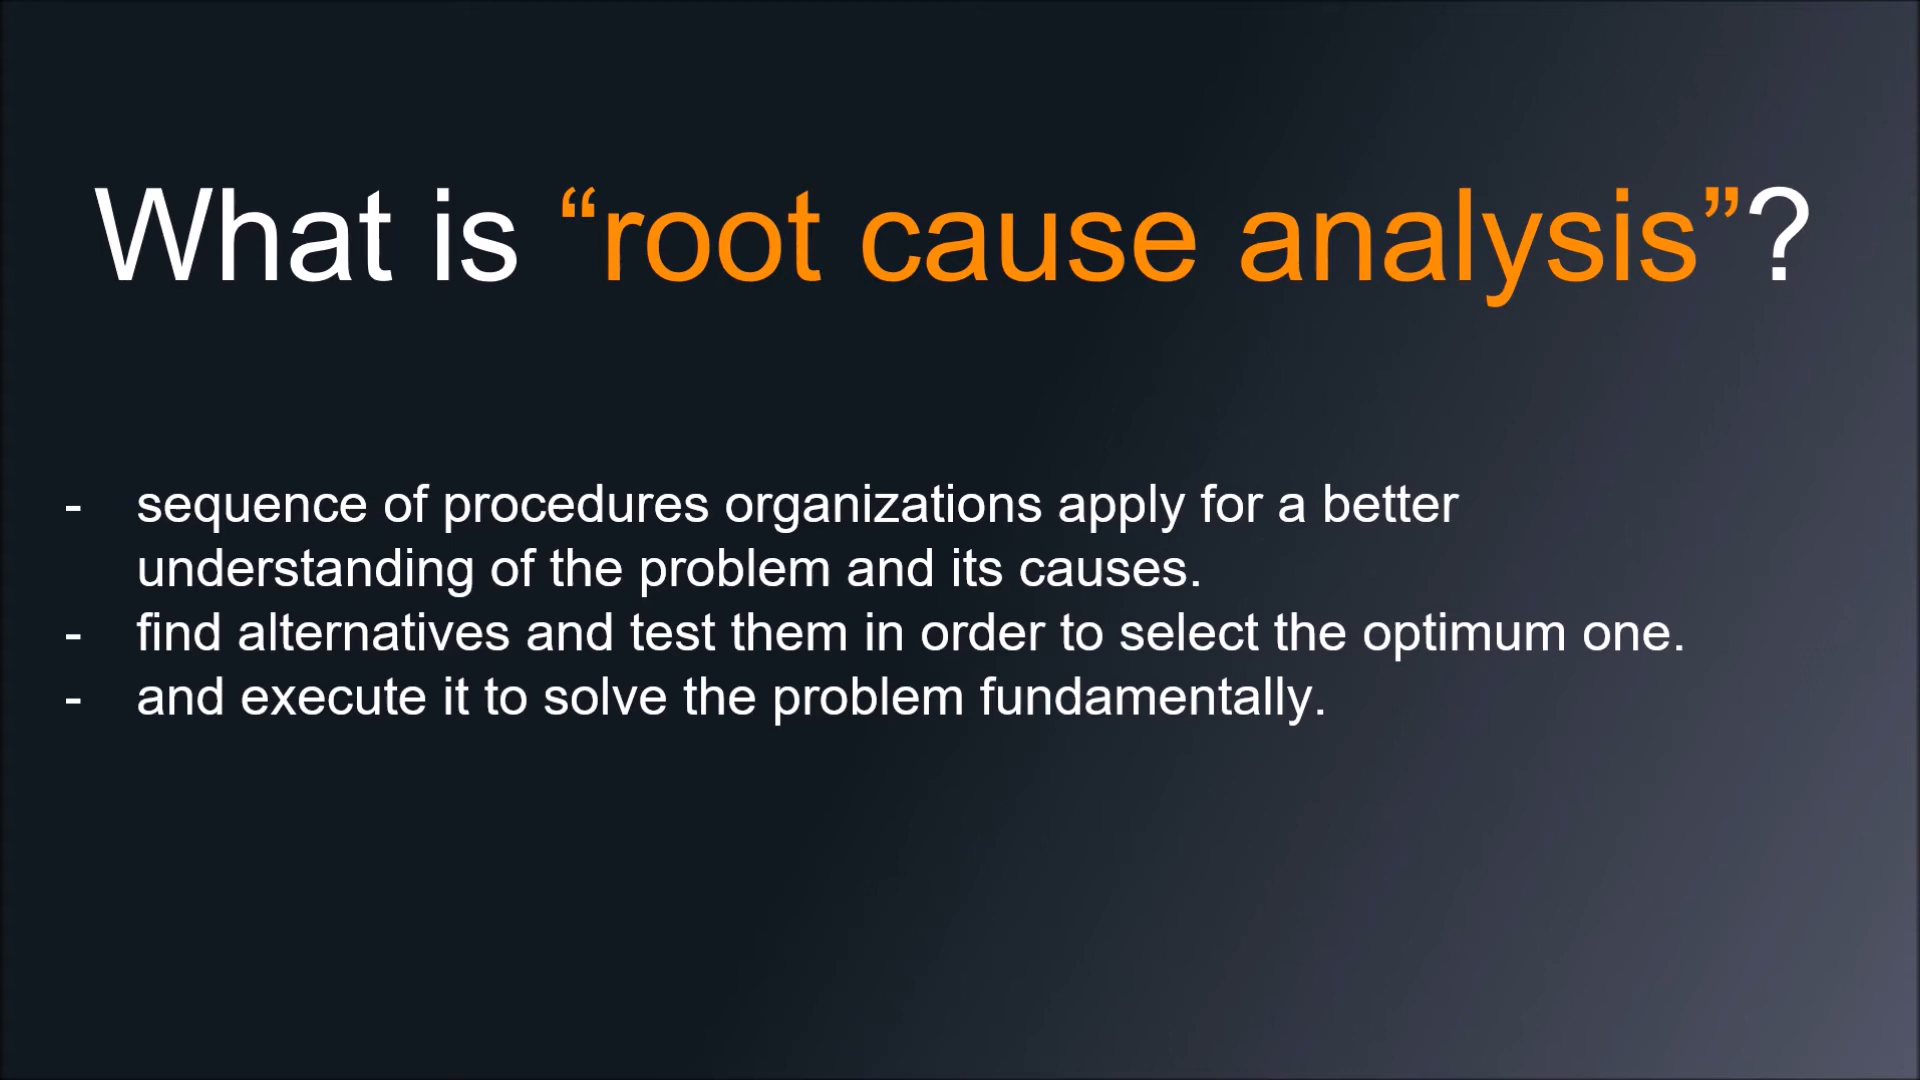 What is “root cause analysis”?
- sequence of procedures organizations apply for a better
understanding of the problem and its causes.
- find alternatives and test them in order to select the optimum one.
- and execute it to solve the problem fundamentally.